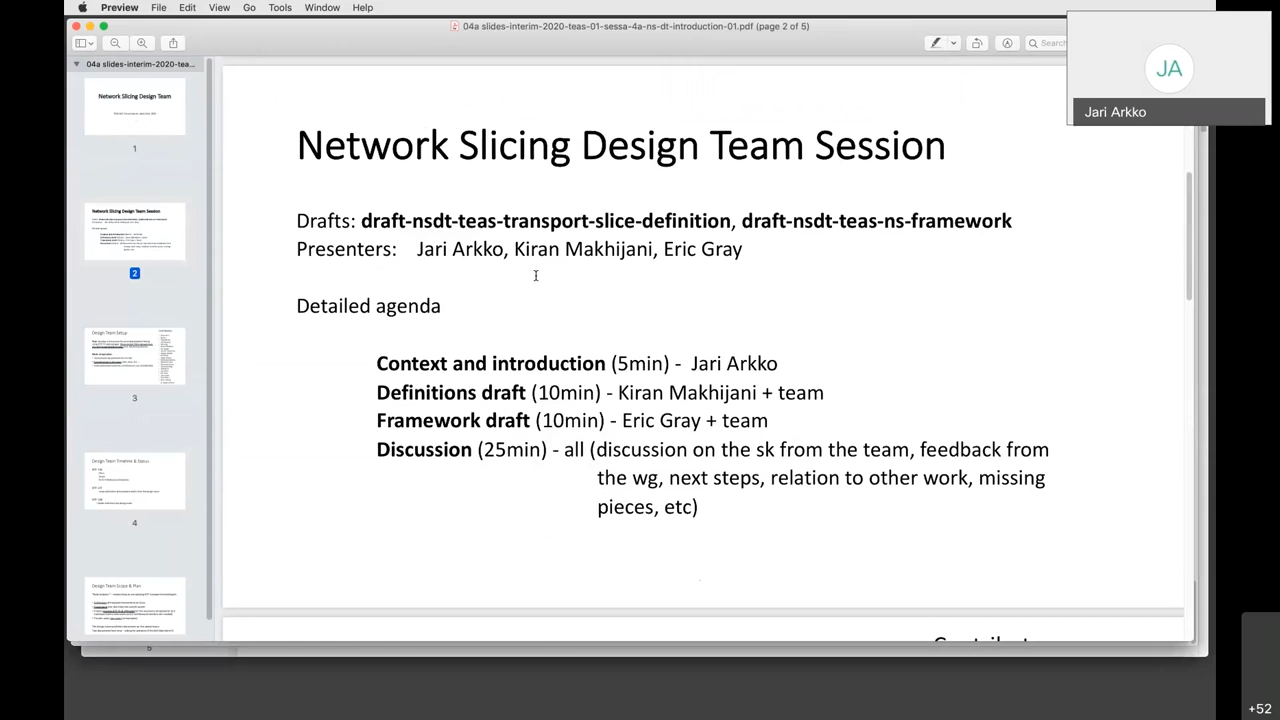 Preview File Edit View Go Tools Window Help
04a slides-interim-2020-teas-01-sessa-4a-ns-dt-introduction-01.pdf (page 2 of 5)
Search
04a slides-interim-2020-tea...
JA
Jari Arkko
Network Slicing Design Team
1
Network Slicing Design Team Session
2
Design Team Setup
3
Design Team Timeline & Status
4
Design Team Scope & Plan
5
Network Slicing Design Team Session
Drafts: draft-nsdt-teas-transport-slice-definition, draft-nsdt-teas-ns-framework
Presenters: Jari Arkko, Kiran Makhijani, Eric Gray
Detailed agenda
Context and introduction (5min) - Jari Arkko
Definitions draft (10min) - Kiran Makhijani + team
Framework draft (10min) - Eric Gray + team
Discussion (25min) - all (discussion on the sk from the team, feedback from
the wg, next steps, relation to other work, missing
pieces, etc)
+52